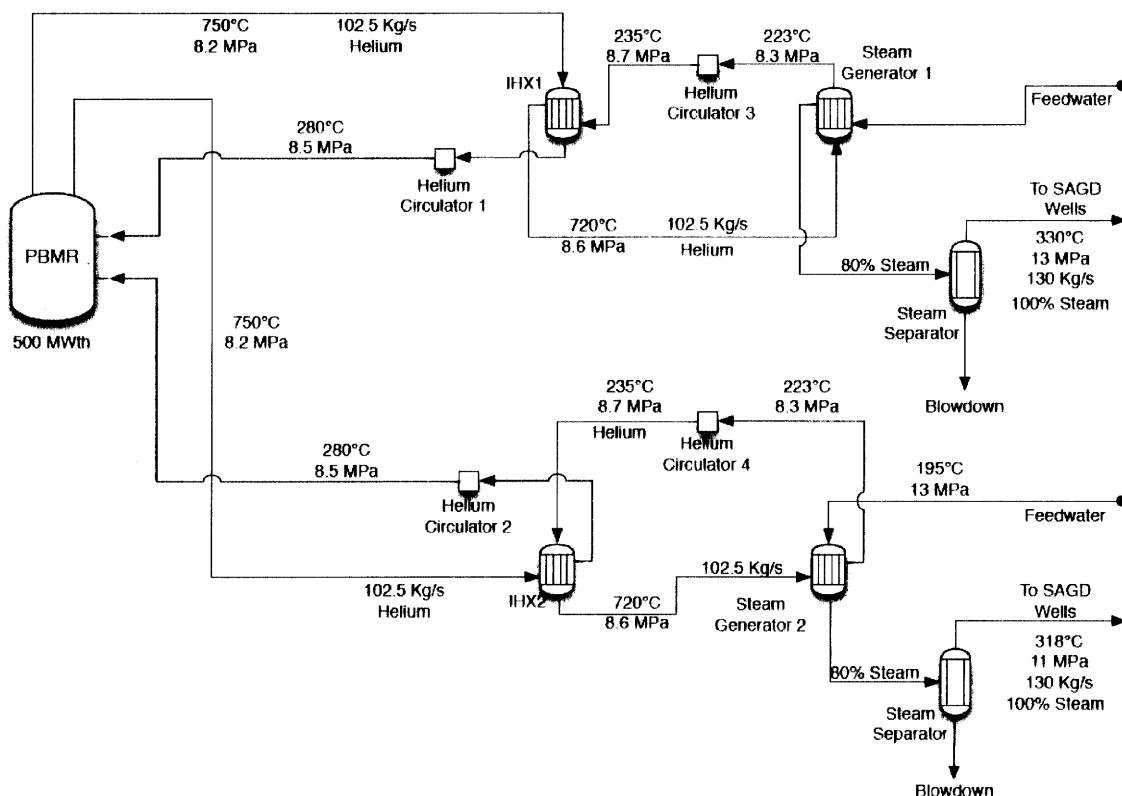 750°C
8.2 MPa
102.5 Kg/s
Helium
235°C
8.7 MPa
223°C
8.3 MPa
Steam
Generator 1
IHX1
Helium
Circulator 3
Feedwater
280°C
8.5 MPa
Helium
Circulator 1
To SAGD
Wells
720°C
8.6 MPa
102.5 Kg/s
Helium
330°C
13 MPa
130 Kg/s
100% Steam
PBMR
80% Steam
Steam
Separator
500 MWth
750°C
8.2 MPa
Blowdown
235°C
8.7 MPa
Helium
223°C
8.3 MPa
Helium
Circulator 4
280°C
8.5 MPa
195°C
13 MPa
Helium
Circulator 2
Feedwater
102.5 Kg/s
Helium
IHX2
720°C
8.6 MPa
102.5 Kg/s
Steam
Generator 2
To SAGD
Wells
318°C
11 MPa
130 Kg/s
100% Steam
80% Steam
Steam
Separator
Blowdown